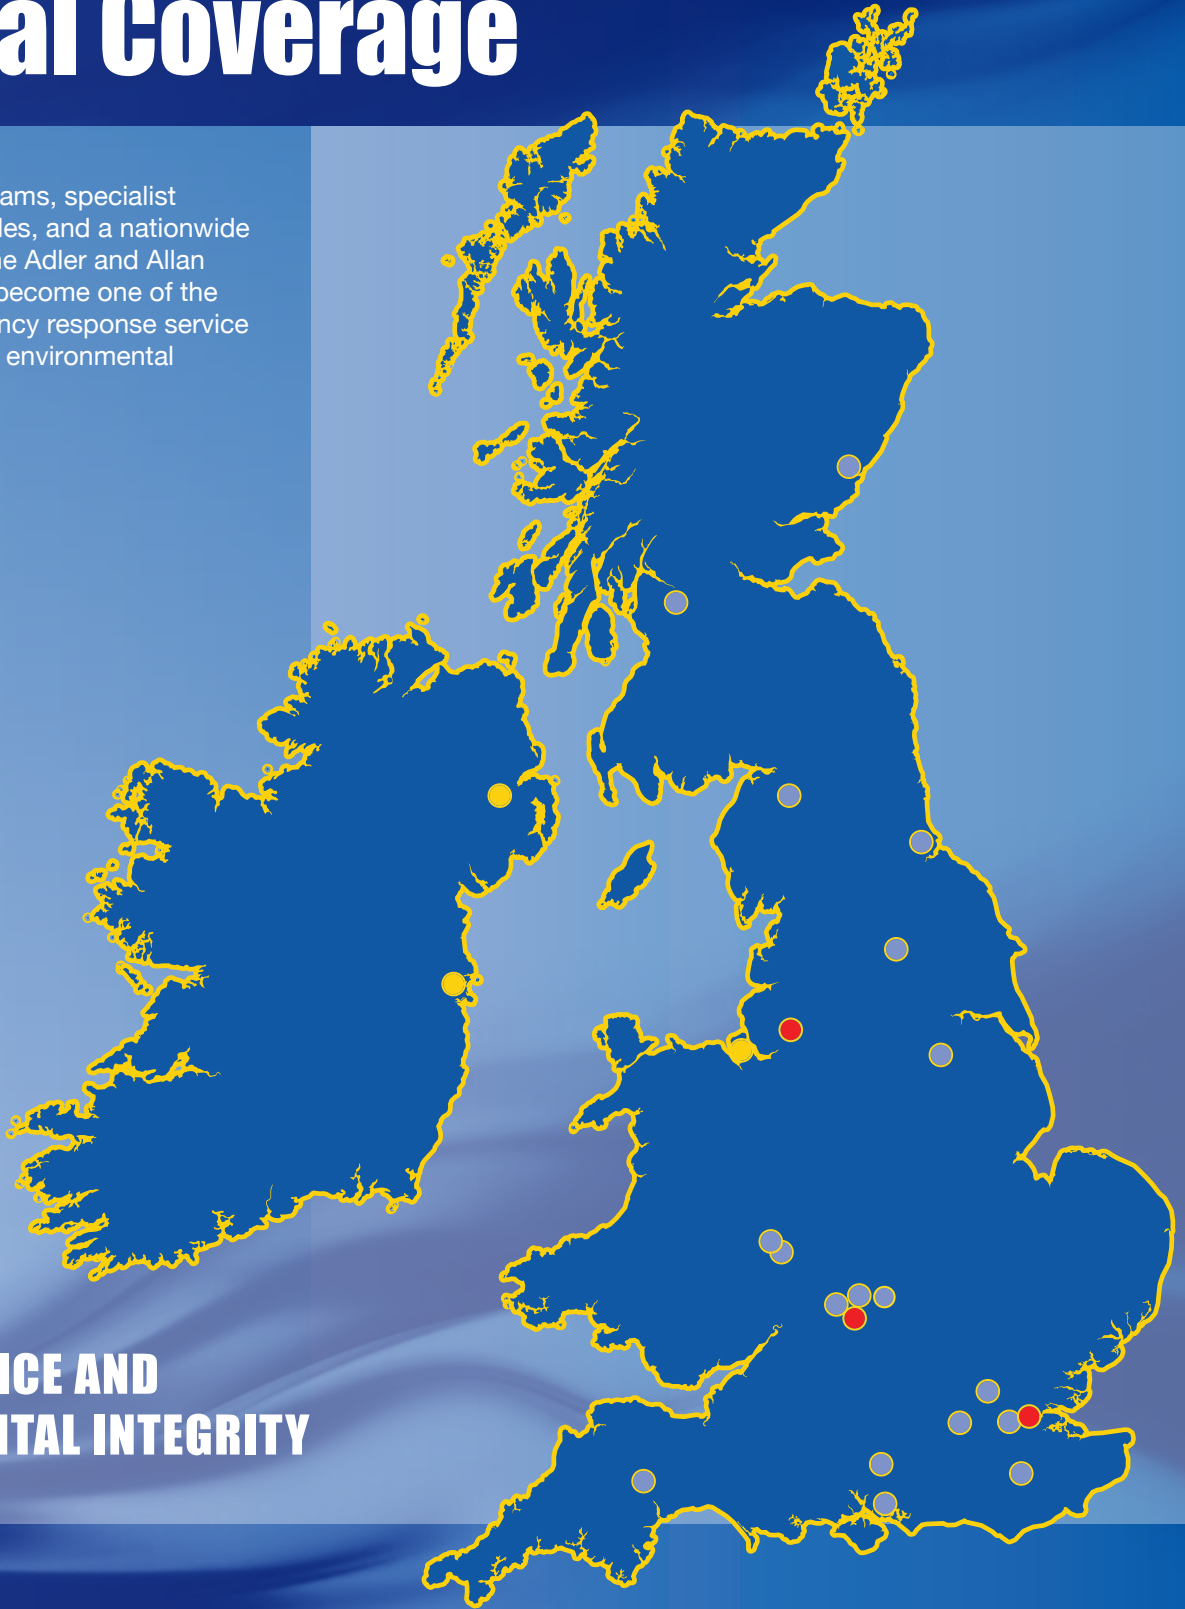 al Coverage
ams, specialist
les, and a nationwide
ne Adler and Allan
become one of the
ncy response service
environmental
ICE AND
ITAL INTEGRITY